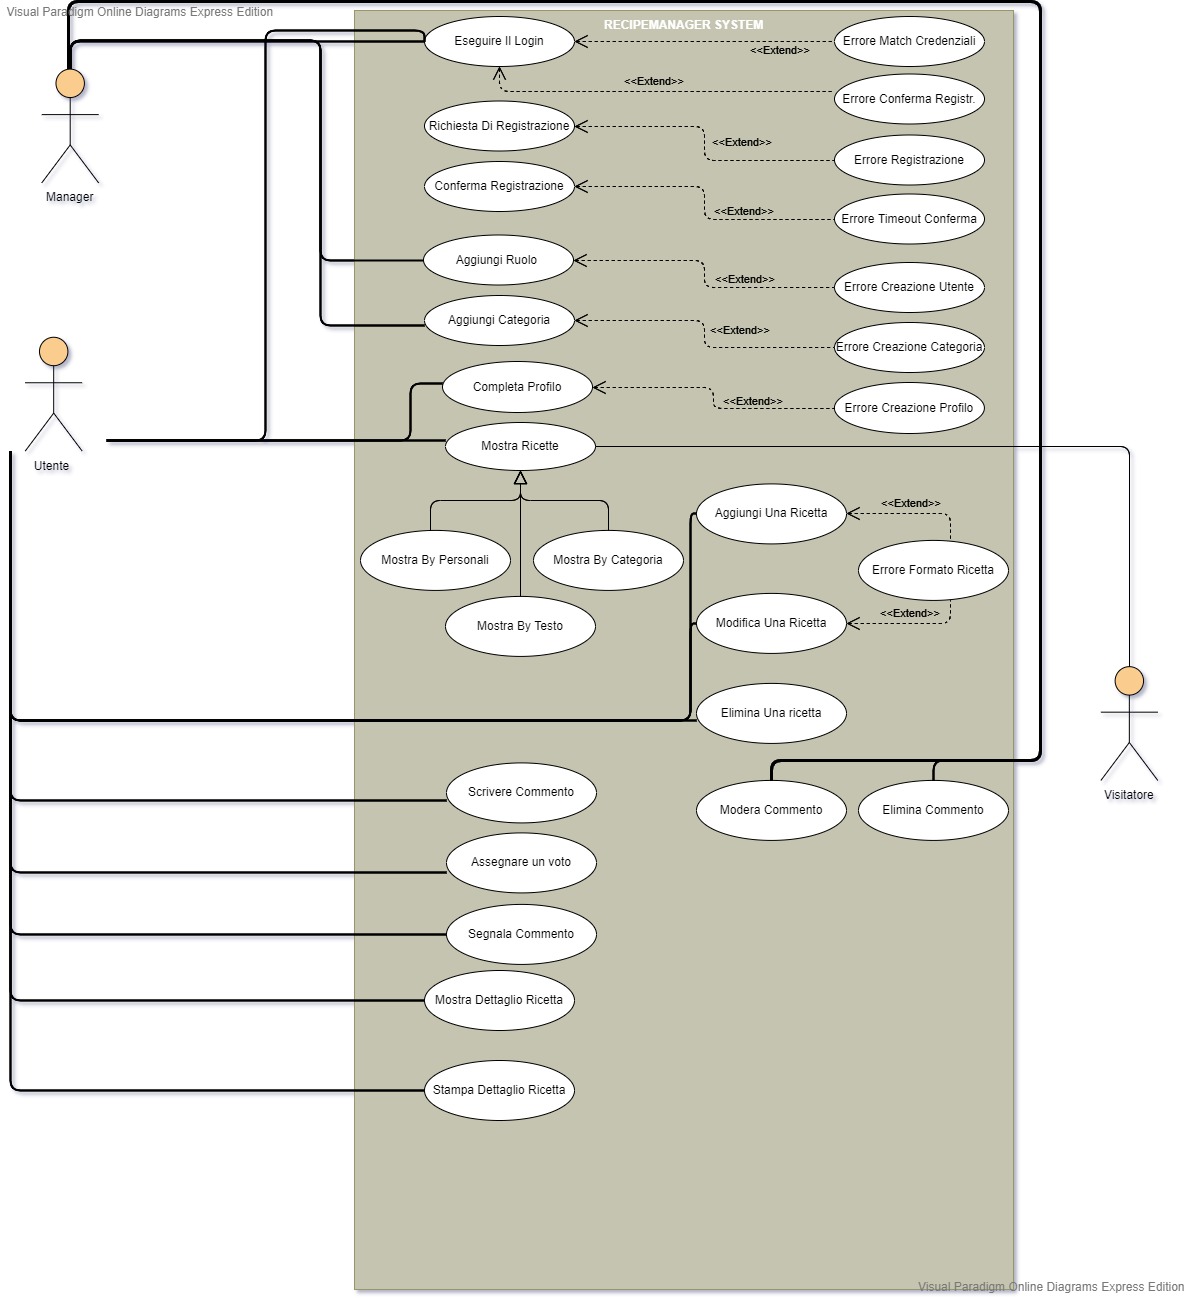 Visual Paradigm Online Diagrams Express Edition
RECIPEMANAGER SYSTEM
Eseguire Il Login
<<Extend>>
Errore Match Credenziali
<<Extend>>
Errore Conferma Registr.
Manager
Richiesta Di Registrazione
<<Extend>>
Errore Registrazione
Conferma Registrazione
<<Extend>>
Errore Timeout Conferma
Aggiungi Ruolo
<<Extend>>
Errore Creazione Utente
Aggiungi Categoria
<<Extend>>
Errore Creazione Categoria
Completa Profilo
<<Extend>>
Errore Creazione Profilo
Utente
Mostra Ricette
Mostra By Personali
Mostra By Categoria
Mostra By Testo
Aggiungi Una Ricetta
<<Extend>>
Errore Formato Ricetta
<<Extend>>
Modifica Una Ricetta
Elimina Una ricetta
Visitatore
Scrivere Commento
Modera Commento
Elimina Commento
Assegnare un voto
Segnala Commento
Mostra Dettaglio Ricetta
Stampa Dettaglio Ricetta
Visual Paradigm Online Diagrams Express Edition